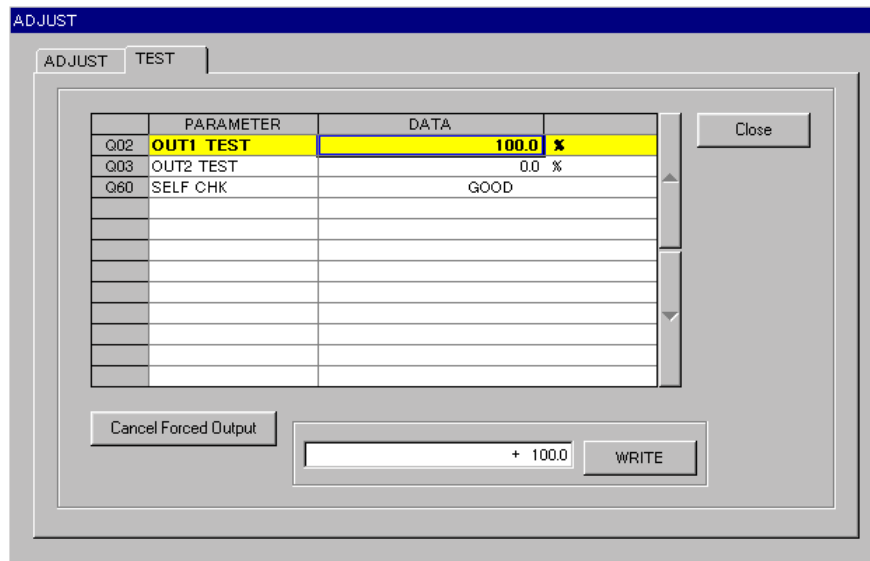 ADJUST
ADJUST TEST
PARAMETER DATA
Q02 OUT1 TEST 100.0 %
Q03 OUT2 TEST 0.0 %
Q60 SELF CHK GOOD
Close
Cancel Forced Output
+ 100.0 WRITE